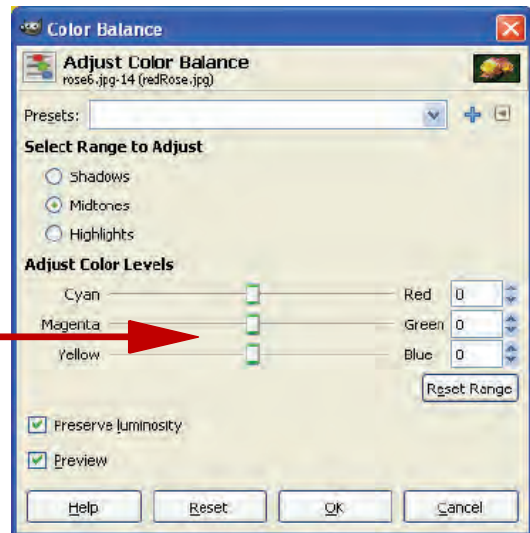 Color Balance
Adjust Color Balance
rose6.jpg-14 (redRose.jpg)
Presets:
Select Range to Adjust
Shadows
Midtones
Highlights
Adjust Color Levels
Cyan Red 0
Magenta Green 0
Yellow Blue 0
Reset Range
Preserve luminosity
Preview
Help Reset OK Cancel